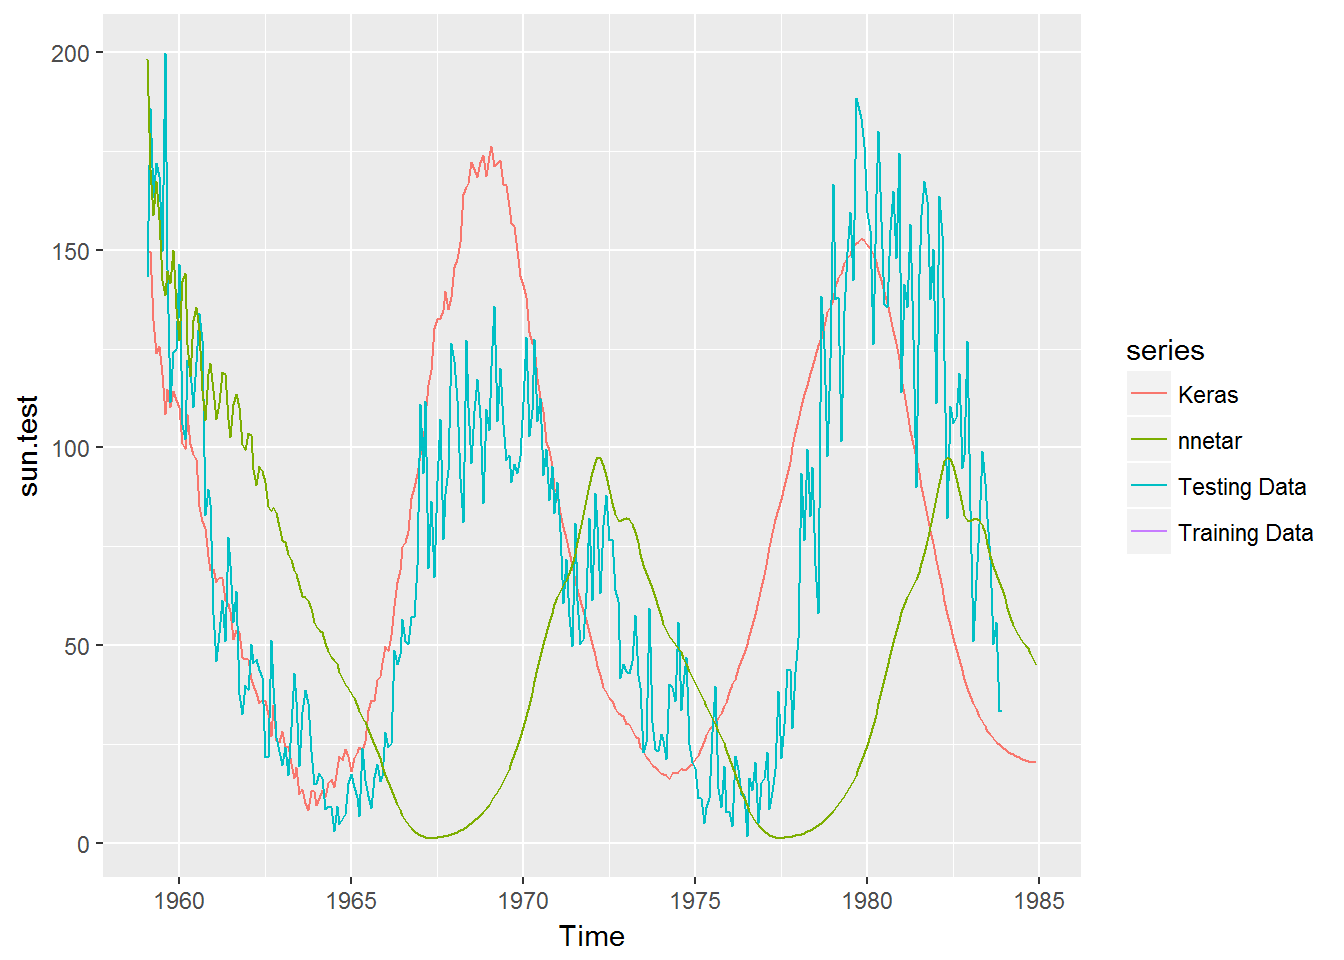 200
150
100
50
0
sun.test
1960 1965 1970 1975 1980 1985
Time
series
Keras
nnetar
Testing Data
Training Data